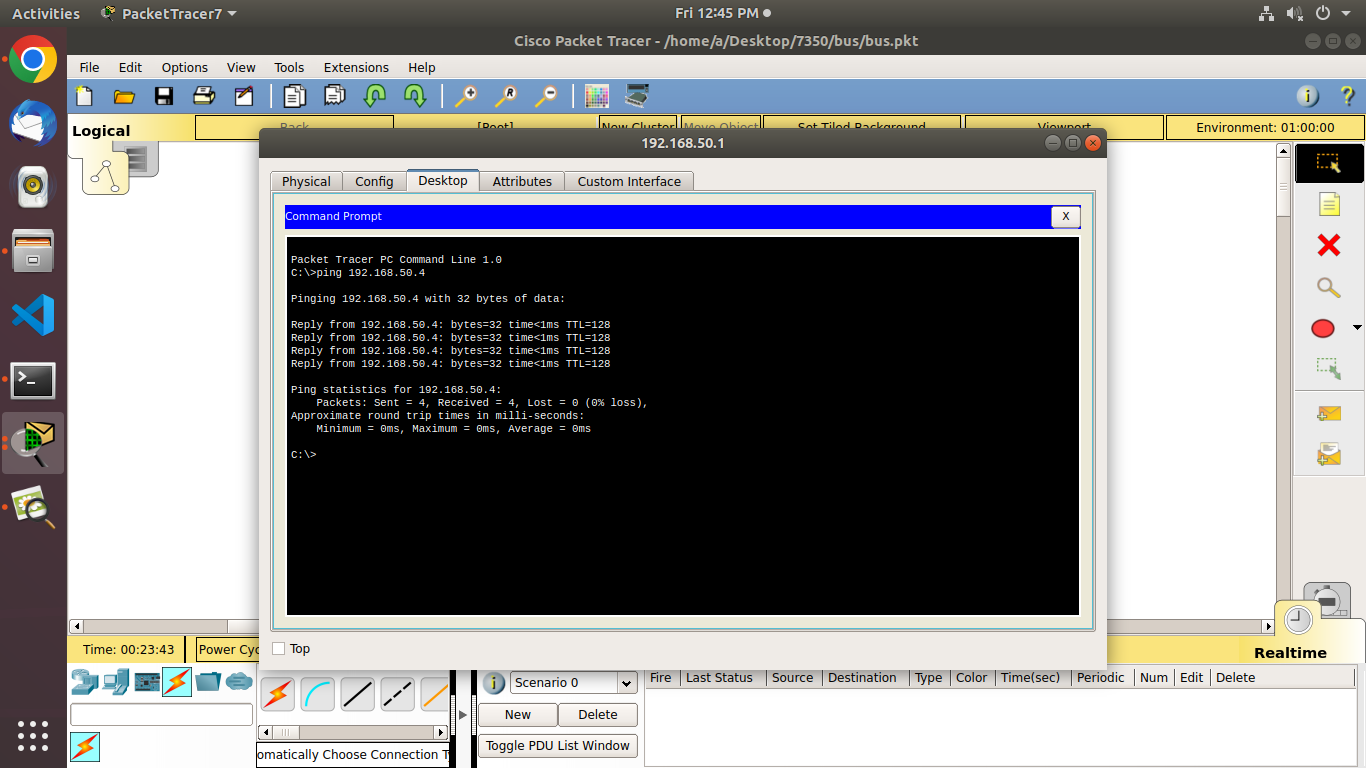 Activities PacketTracer7 Fri 12:45 PM
Cisco Packet Tracer - /home/a/Desktop/7350/bus/bus.pkt
File Edit Options View Tools Extensions Help
Logical Back [Root] New Cluster Move Object Set Tiled Background Viewport Environment: 01:00:00
192.168.50.1
Physical Config Desktop Attributes Custom Interface
Command Prompt X
Packet Tracer PC Command Line 1.0
C:\>ping 192.168.50.4
Pinging 192.168.50.4 with 32 bytes of data:
Reply from 192.168.50.4: bytes=32 time<1ms TTL=128
Reply from 192.168.50.4: bytes=32 time<1ms TTL=128
Reply from 192.168.50.4: bytes=32 time<1ms TTL=128
Reply from 192.168.50.4: bytes=32 time<1ms TTL=128
Ping statistics for 192.168.50.4:
Packets: Sent = 4, Received = 4, Lost = 0 (0% loss),
Approximate round trip times in milli-seconds:
Minimum = 0ms, Maximum = 0ms, Average = 0ms
C:\>
Top
Time: 00:23:43 Power Cyc
Realtime
Scenario 0
Fire Last Status Source Destination Type Color Time(sec) Periodic Num Edit Delete
New Delete
Toggle PDU List Window
omatically Choose Connection T